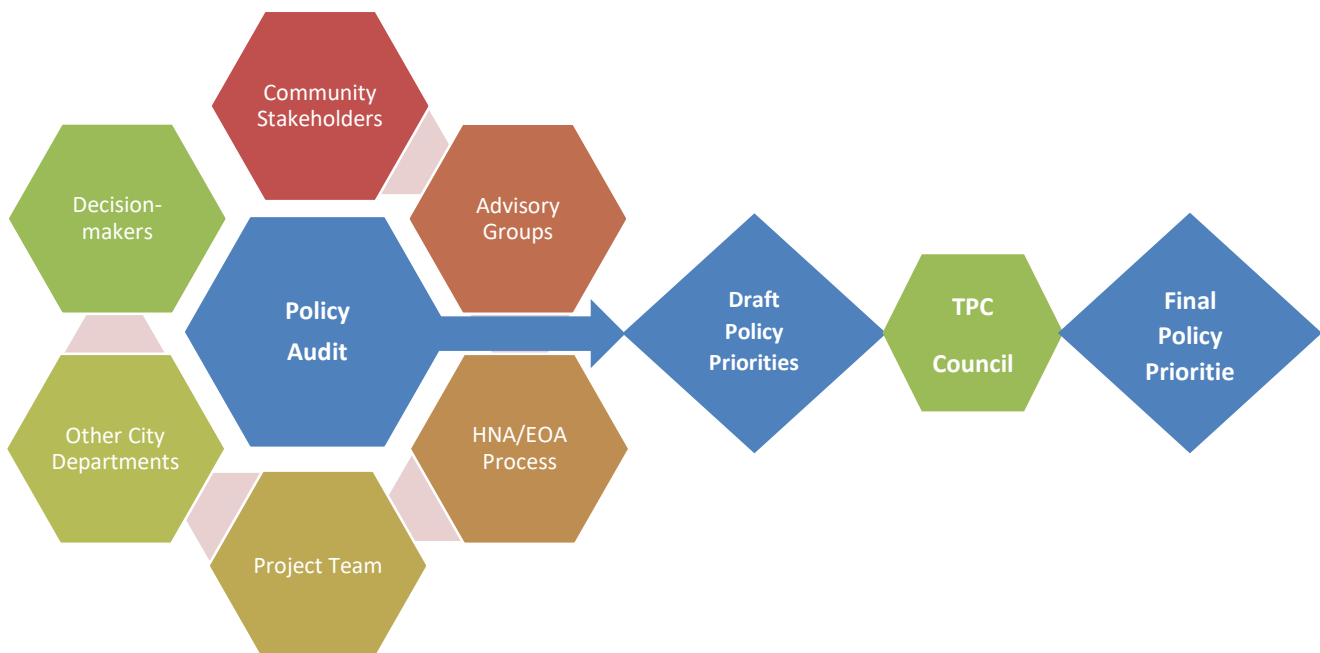 Community
Stakeholders
Decision-
makers
Advisory
Groups
Policy
Audit
Draft
Policy
Priorities
TPC
Council
Final
Policy
Prioritie
Other City
Departments
HNA/EOA
Process
Project Team